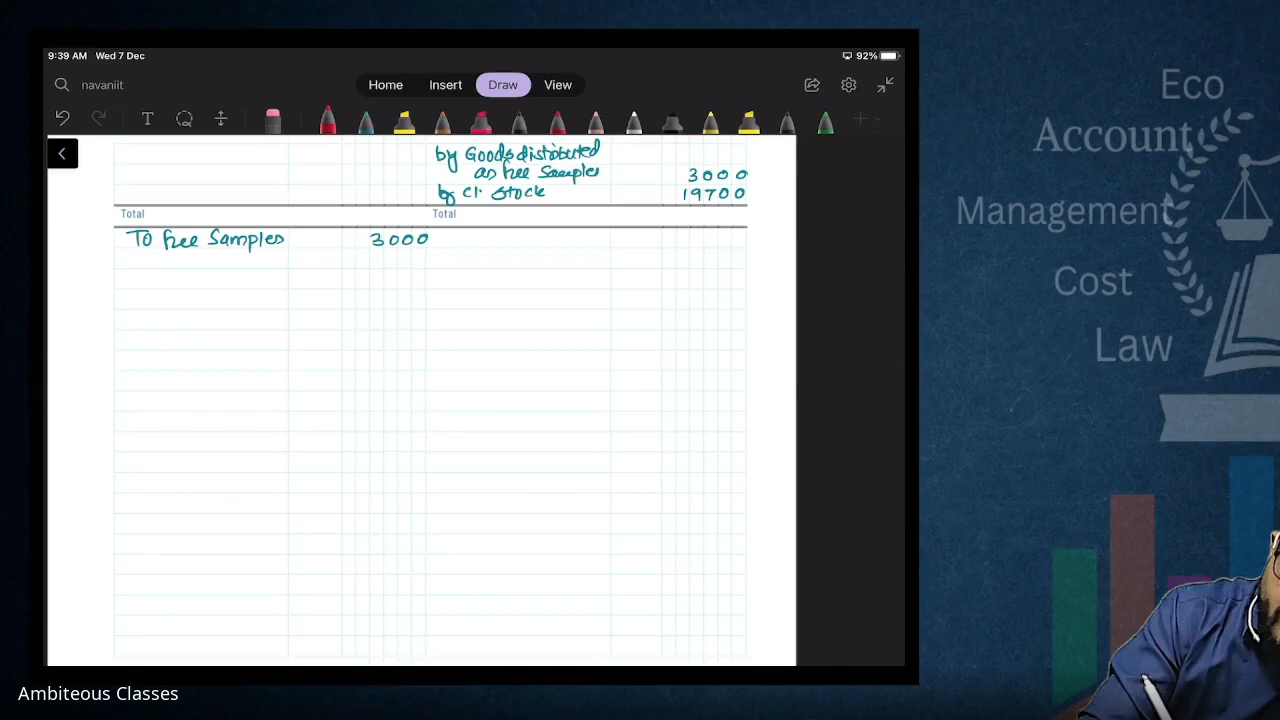 9:39 AM Wed 7 Dec
92%
navaniit
Home Insert Draw View
by Goods distributed
as free Samples 3000
by Cl. Stock 19700
Total Total
To free Samples 3000
Eco
Account
Management
Cost
Law
Ambiteous Classes